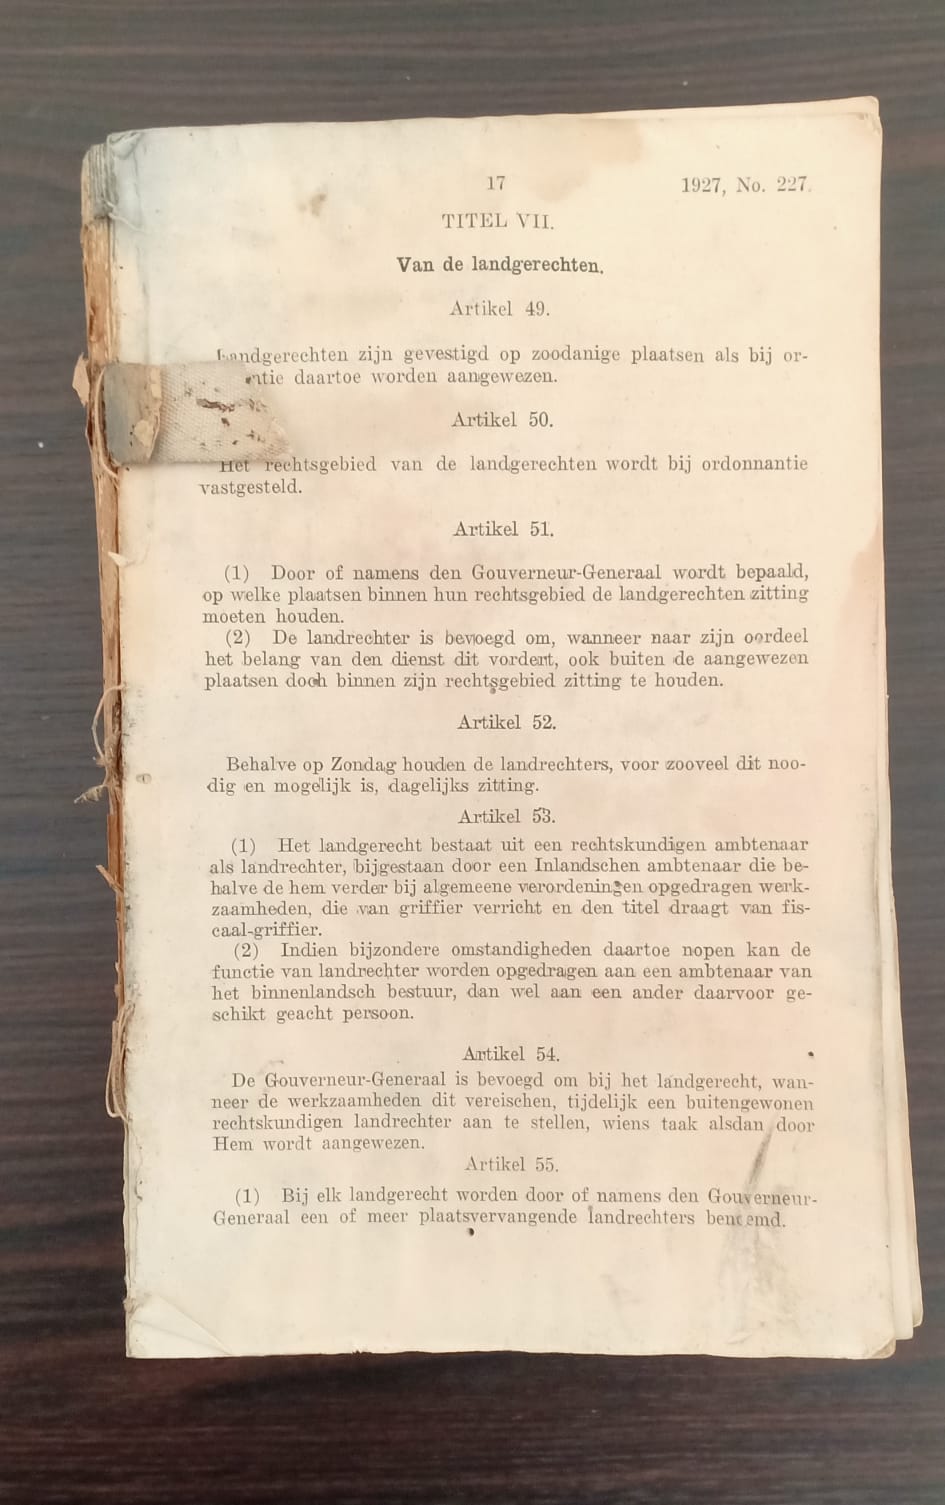 17 1927, No. 227.
TITEL VII.
Van de landgerechten.
Artikel 49.
Landgerechten zijn gevestigd op zoodanige plaatsen als bij or-
ntie daartoe worden aangewezen.
Artikel 50.
Het rechtsgebied van de landgerechten wordt bij ordonnantie
vastgesteld.
Artikel 51.
(1) Door of namens den Gouverneur-Generaal wordt bepaald,
op welke plaatsen binnen hun rechtsgebied de landgerechten zitting
moeten houden.
(2) De landrechter is bevoegd om, wanneer naar zijn oordeel
het belang van den dienst dit vordert, ook buiten de aangewezen
plaatsen doch binnen zijn rechtsgebied zitting te houden.
Artikel 52.
Behalve op Zondag houden de landrechters, voor zooveel dit noo-
dig en mogelijk is, dagelijks zitting.
Artikel 53.
(1) Het landgerecht bestaat uit een rechtskundigen ambtenaar
als landrechter, bijgestaan door een Inlandschen ambtenaar die be-
halve de hem verder bij algemeene verordeningen opgedragen werk-
zaamheden, die van griffier verricht en den titel draagt van fis-
caal-griffier.
(2) Indien bijzondere omstandigheden daartoe nopen kan de
functie van landrechter worden opgedragen aan een ambtenaar van
het binnenlandsch bestuur, dan wel aan een ander daarvoor ge-
schikt geacht persoon.
Artikel 54.
De Gouverneur-Generaal is bevoegd om bij het landgerecht, wan-
neer de werkzaamheden dit vereischen, tijdelijk een buitengewonen
rechtskundigen landrechter aan te stellen, wiens taak alsdan door
Hem wordt aangewezen.
Artikel 55.
(1) Bij elk landgerecht worden door of namens den Gouverneur-
Generaal een of meer plaatsvervangende landrechters benoemd.